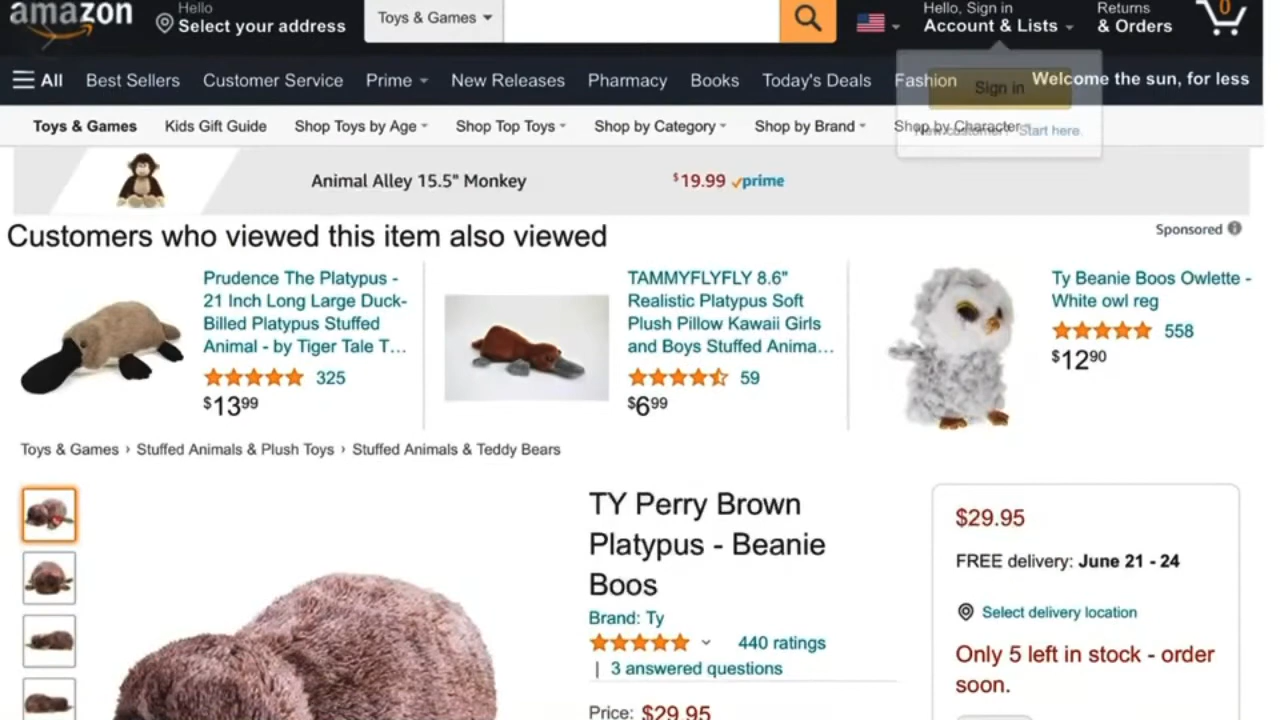 amazon
Hello
Select your address
Toys & Games
Hello, Sign in
Account & Lists
Returns
& Orders
0
All Best Sellers Customer Service Prime New Releases Pharmacy Books Today's Deals Fashion Welcome the sun, for less
Sign in
Toys & Games Kids Gift Guide Shop Toys by Age Shop Top Toys Shop by Category Shop by Brand Shop by Character
New customer? Start here.
Animal Alley 15.5" Monkey $19.99 prime
Customers who viewed this item also viewed
Sponsored
Prudence The Platypus -
21 Inch Long Large Duck-
Billed Platypus Stuffed
Animal - by Tiger Tale T...
325
$13.99
TAMMYFLYFLY 8.6"
Realistic Platypus Soft
Plush Pillow Kawaii Girls
and Boys Stuffed Anima...
59
$6.99
Ty Beanie Boos Owlette -
White owl reg
558
$12.90
Toys & Games › Stuffed Animals & Plush Toys › Stuffed Animals & Teddy Bears
TY Perry Brown
Platypus - Beanie
Boos
Brand: Ty
440 ratings
| 3 answered questions
Price: $29.95
$29.95
FREE delivery: June 21 - 24
Select delivery location
Only 5 left in stock - order
soon.